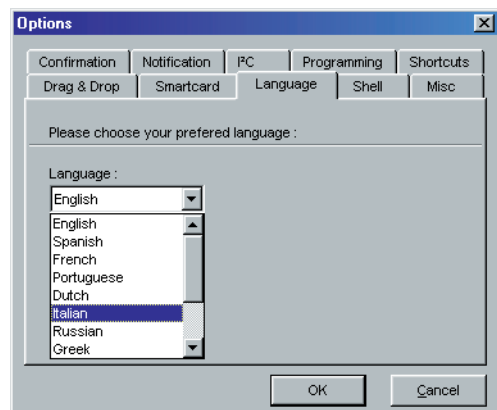 Options
Confirmation Notification I²C Programming Shortcuts
Drag & Drop Smartcard Language Shell Misc
Please choose your prefered language :
Language :
English
English
Spanish
French
Portuguese
Dutch
Italian
Russian
Greek
OK Cancel